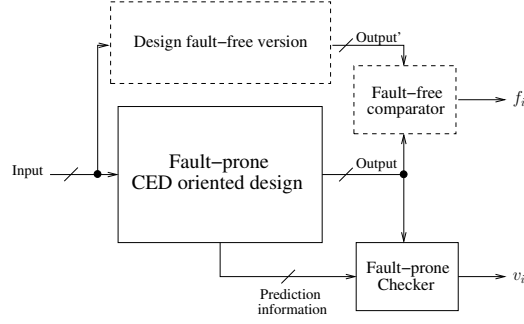 Design fault−free version
Output'
Fault−free
comparator
f_i
Input
Fault−prone
CED oriented design
Output
Fault−prone
Checker
v_i
Prediction
information